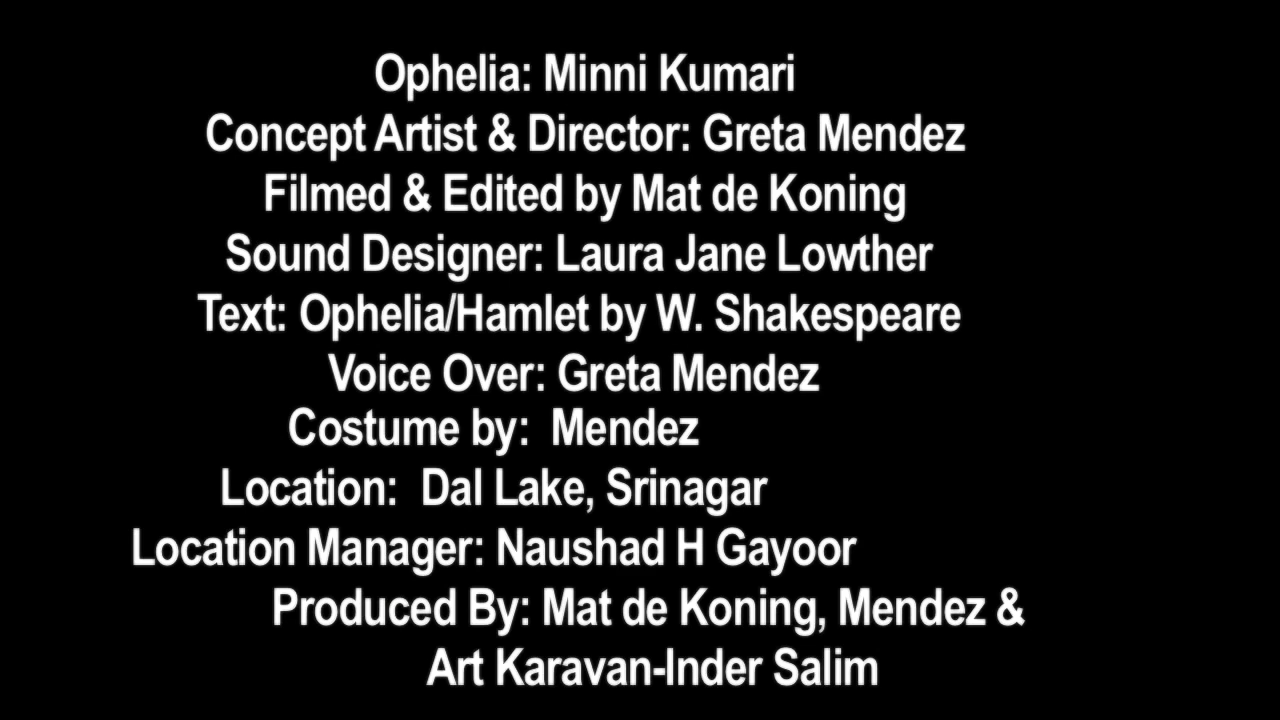 Ophelia: Minni Kumari
Concept Artist & Director: Greta Mendez
Filmed & Edited by Mat de Koning
Sound Designer: Laura Jane Lowther
Text: Ophelia/Hamlet by W. Shakespeare
Voice Over: Greta Mendez
Costume by:  Mendez
Location:  Dal Lake, Srinagar
Location Manager: Naushad H Gayoor
Produced By: Mat de Koning, Mendez &
Art Karavan-Inder Salim